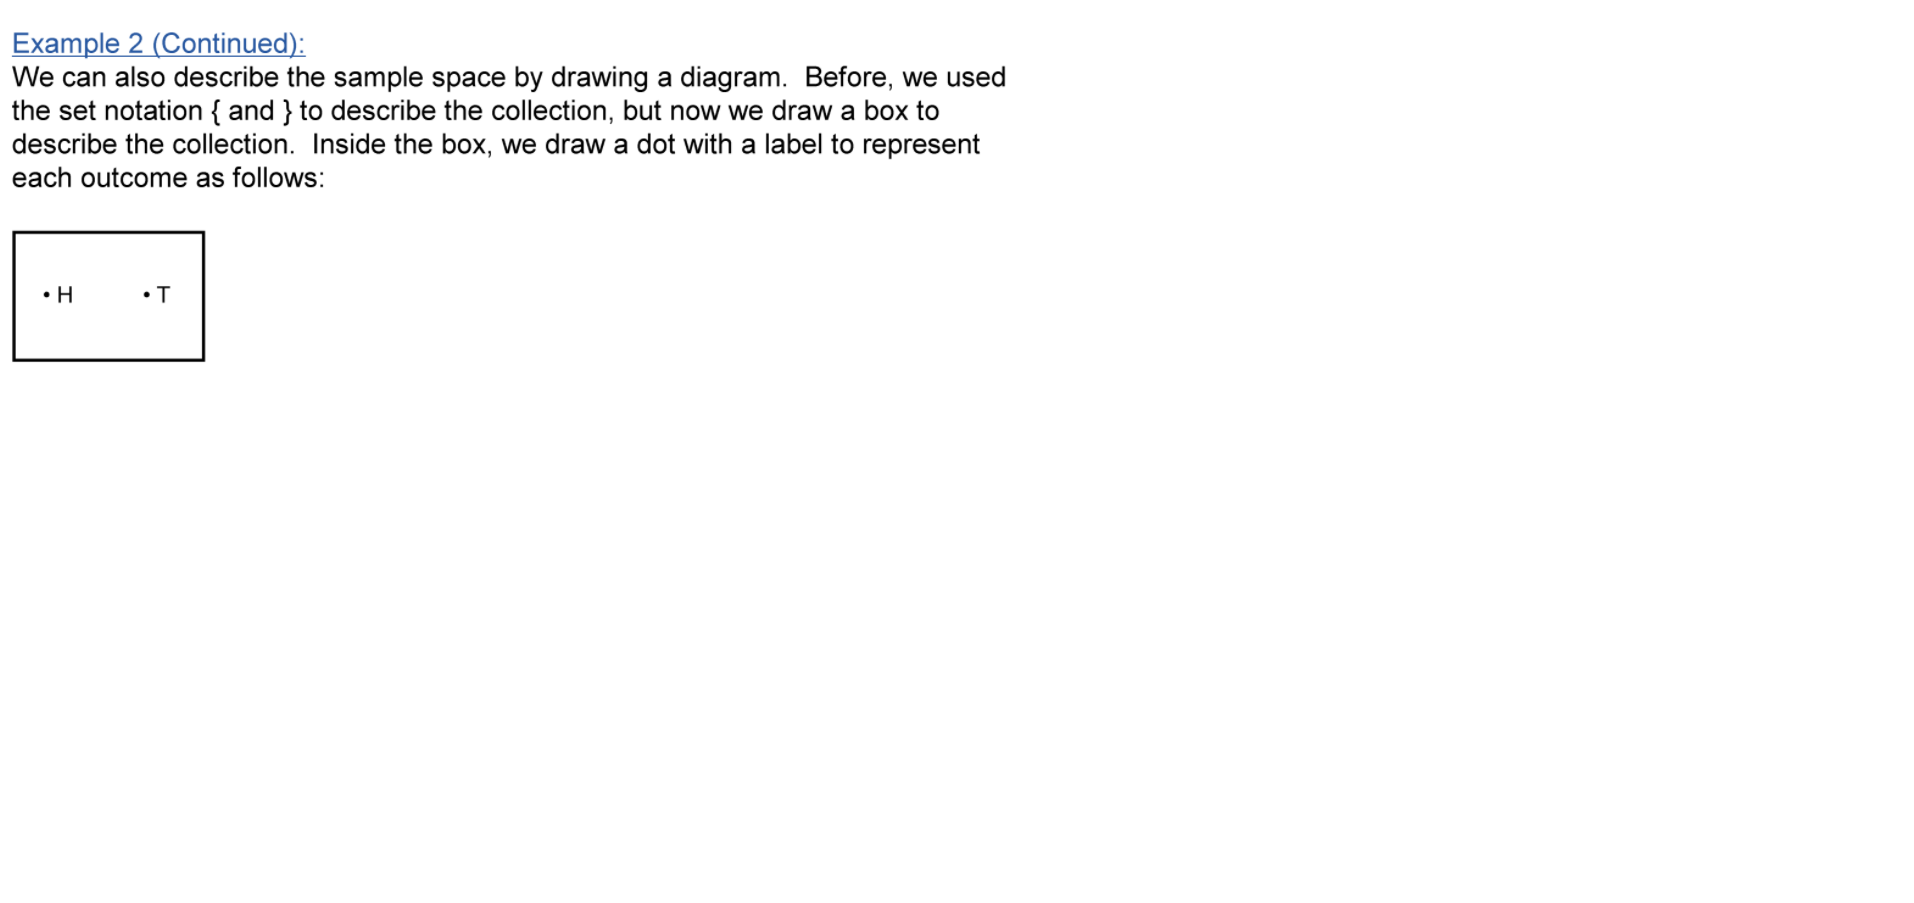 Example 2 (Continued):
We can also describe the sample space by drawing a diagram.  Before, we used
the set notation { and } to describe the collection, but now we draw a box to
describe the collection.  Inside the box, we draw a dot with a label to represent
each outcome as follows:
• H • T